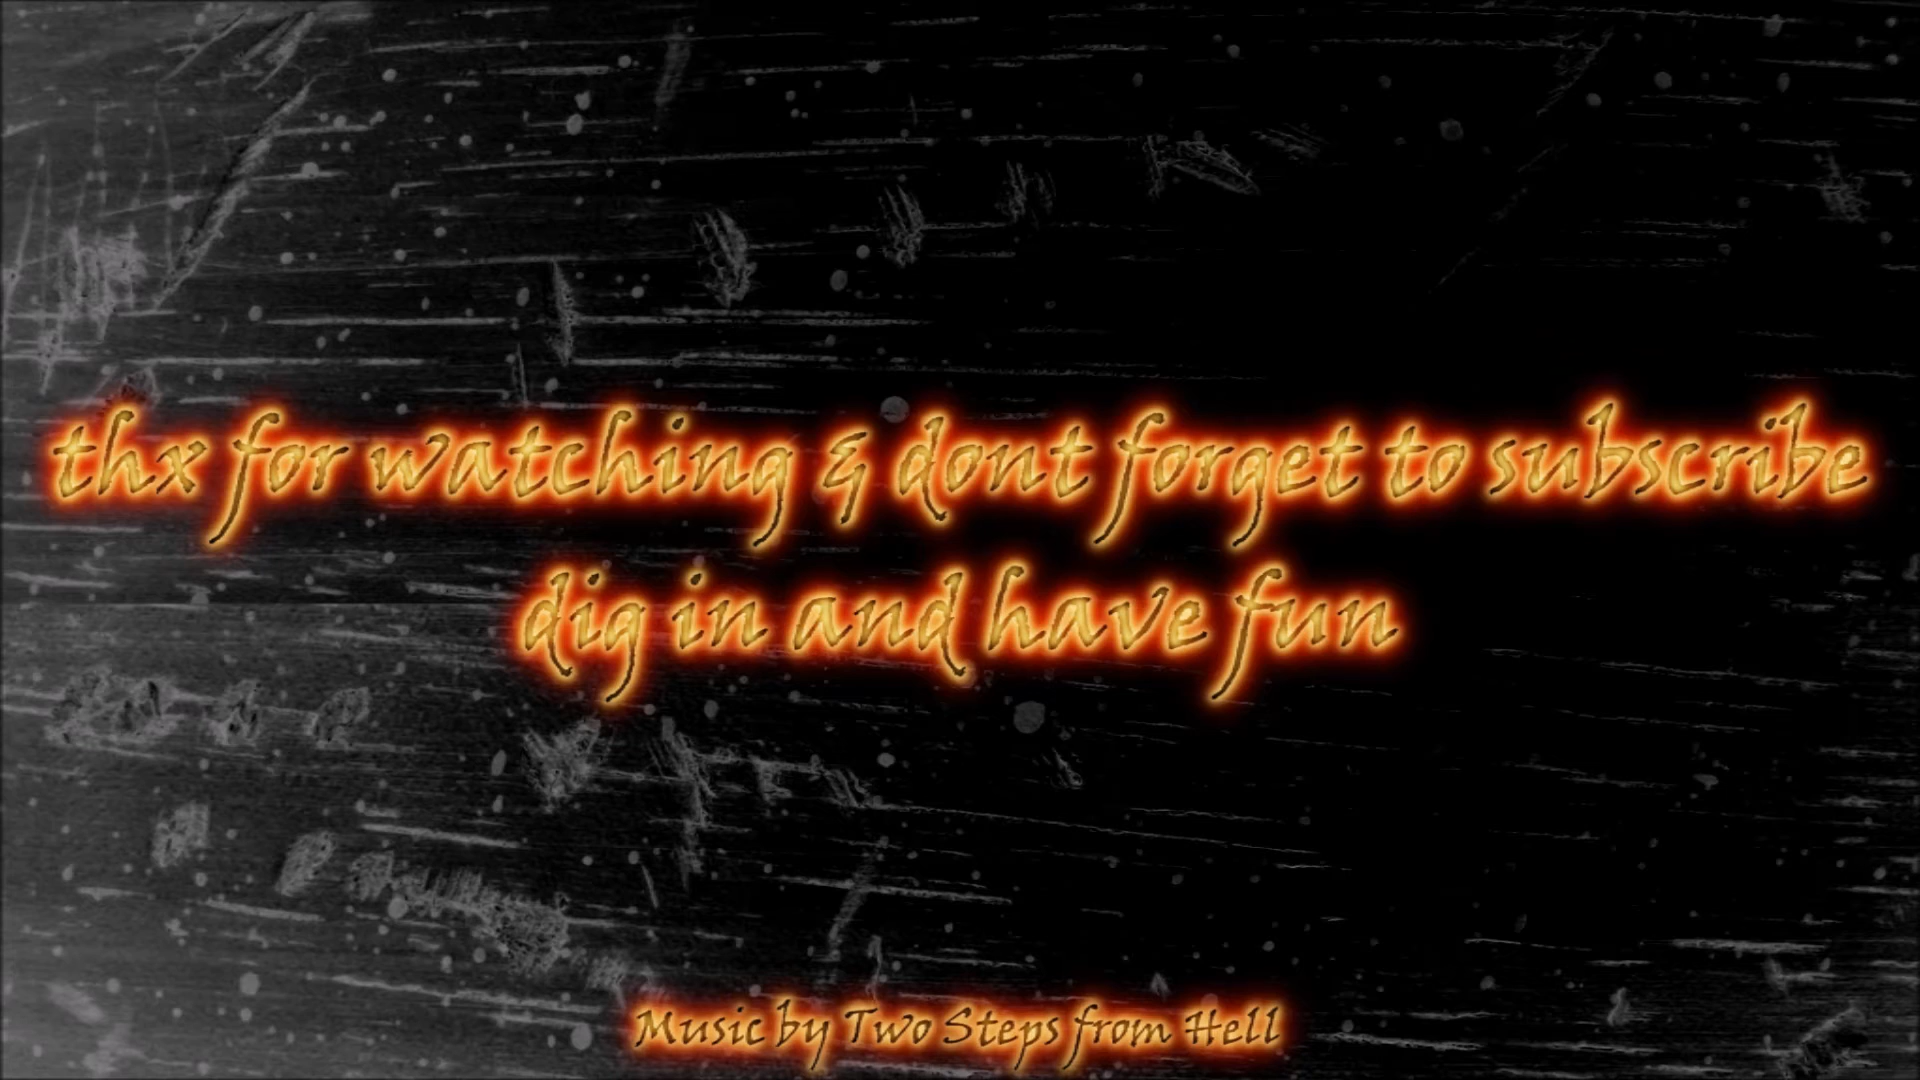 thx for watching & dont forget to subscribe
dig in and have fun
Music by Two Steps from Hell